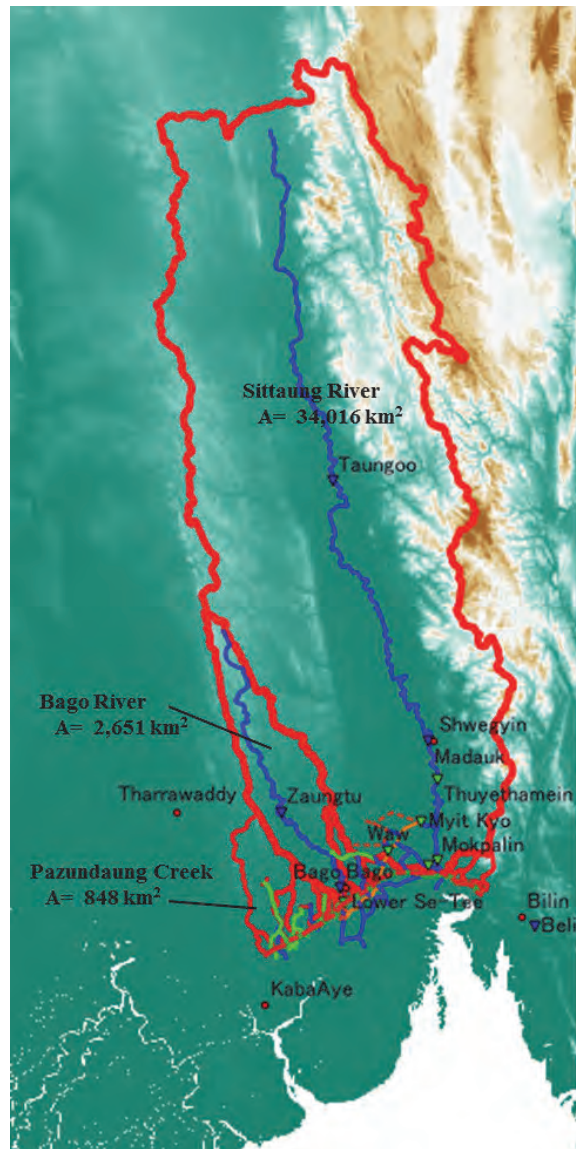 Sittaung River
A= 34,016 km²
Taungoo
Bago River
A= 2,651 km²
Shwegyin
Madauk
Tharrawaddy
Zaungtu
Thuyethamein
Myit Kyo
Waw
Mokpalin
Pazundaung Creek
A= 848 km²
Bago Bago
Lower Se-Tee
Bilin
Beli
KabaAye